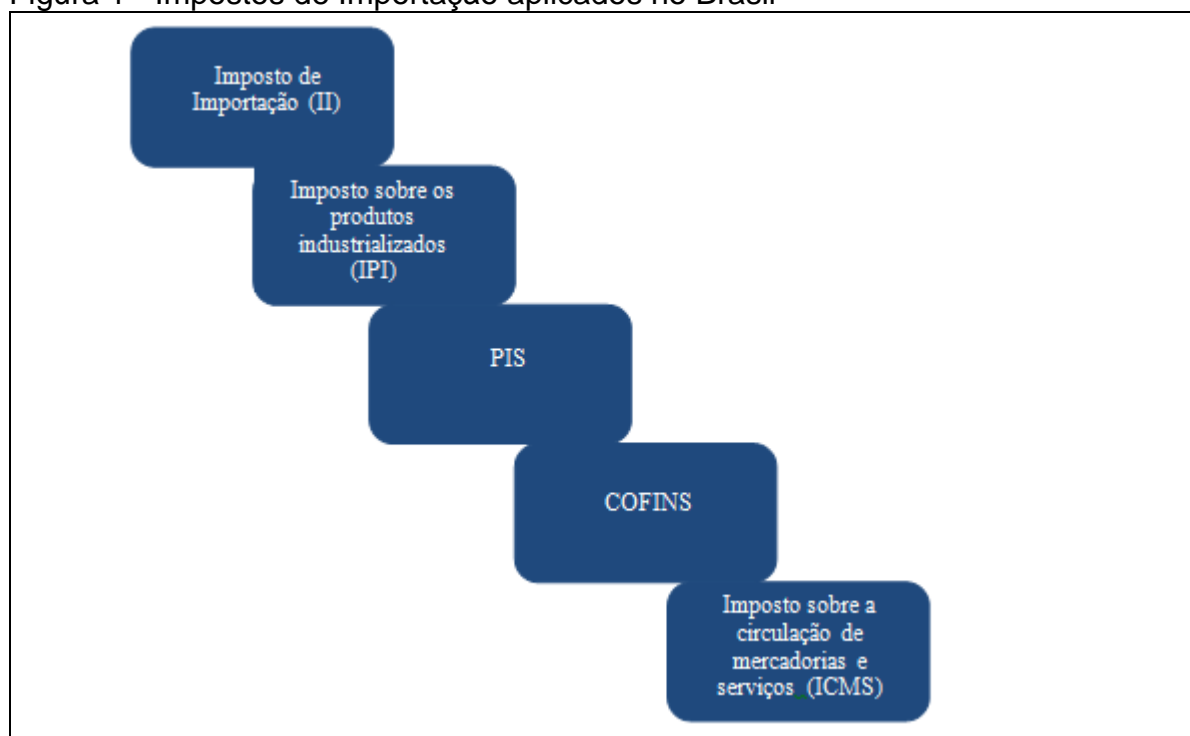 Figura 1 - Impostos de Importação aplicados no Brasil
Imposto de
Importação (II)
Imposto sobre os
produtos
industrializados
(IPI)
PIS
COFINS
Imposto sobre a
circulação de
mercadorias e
serviços (ICMS)